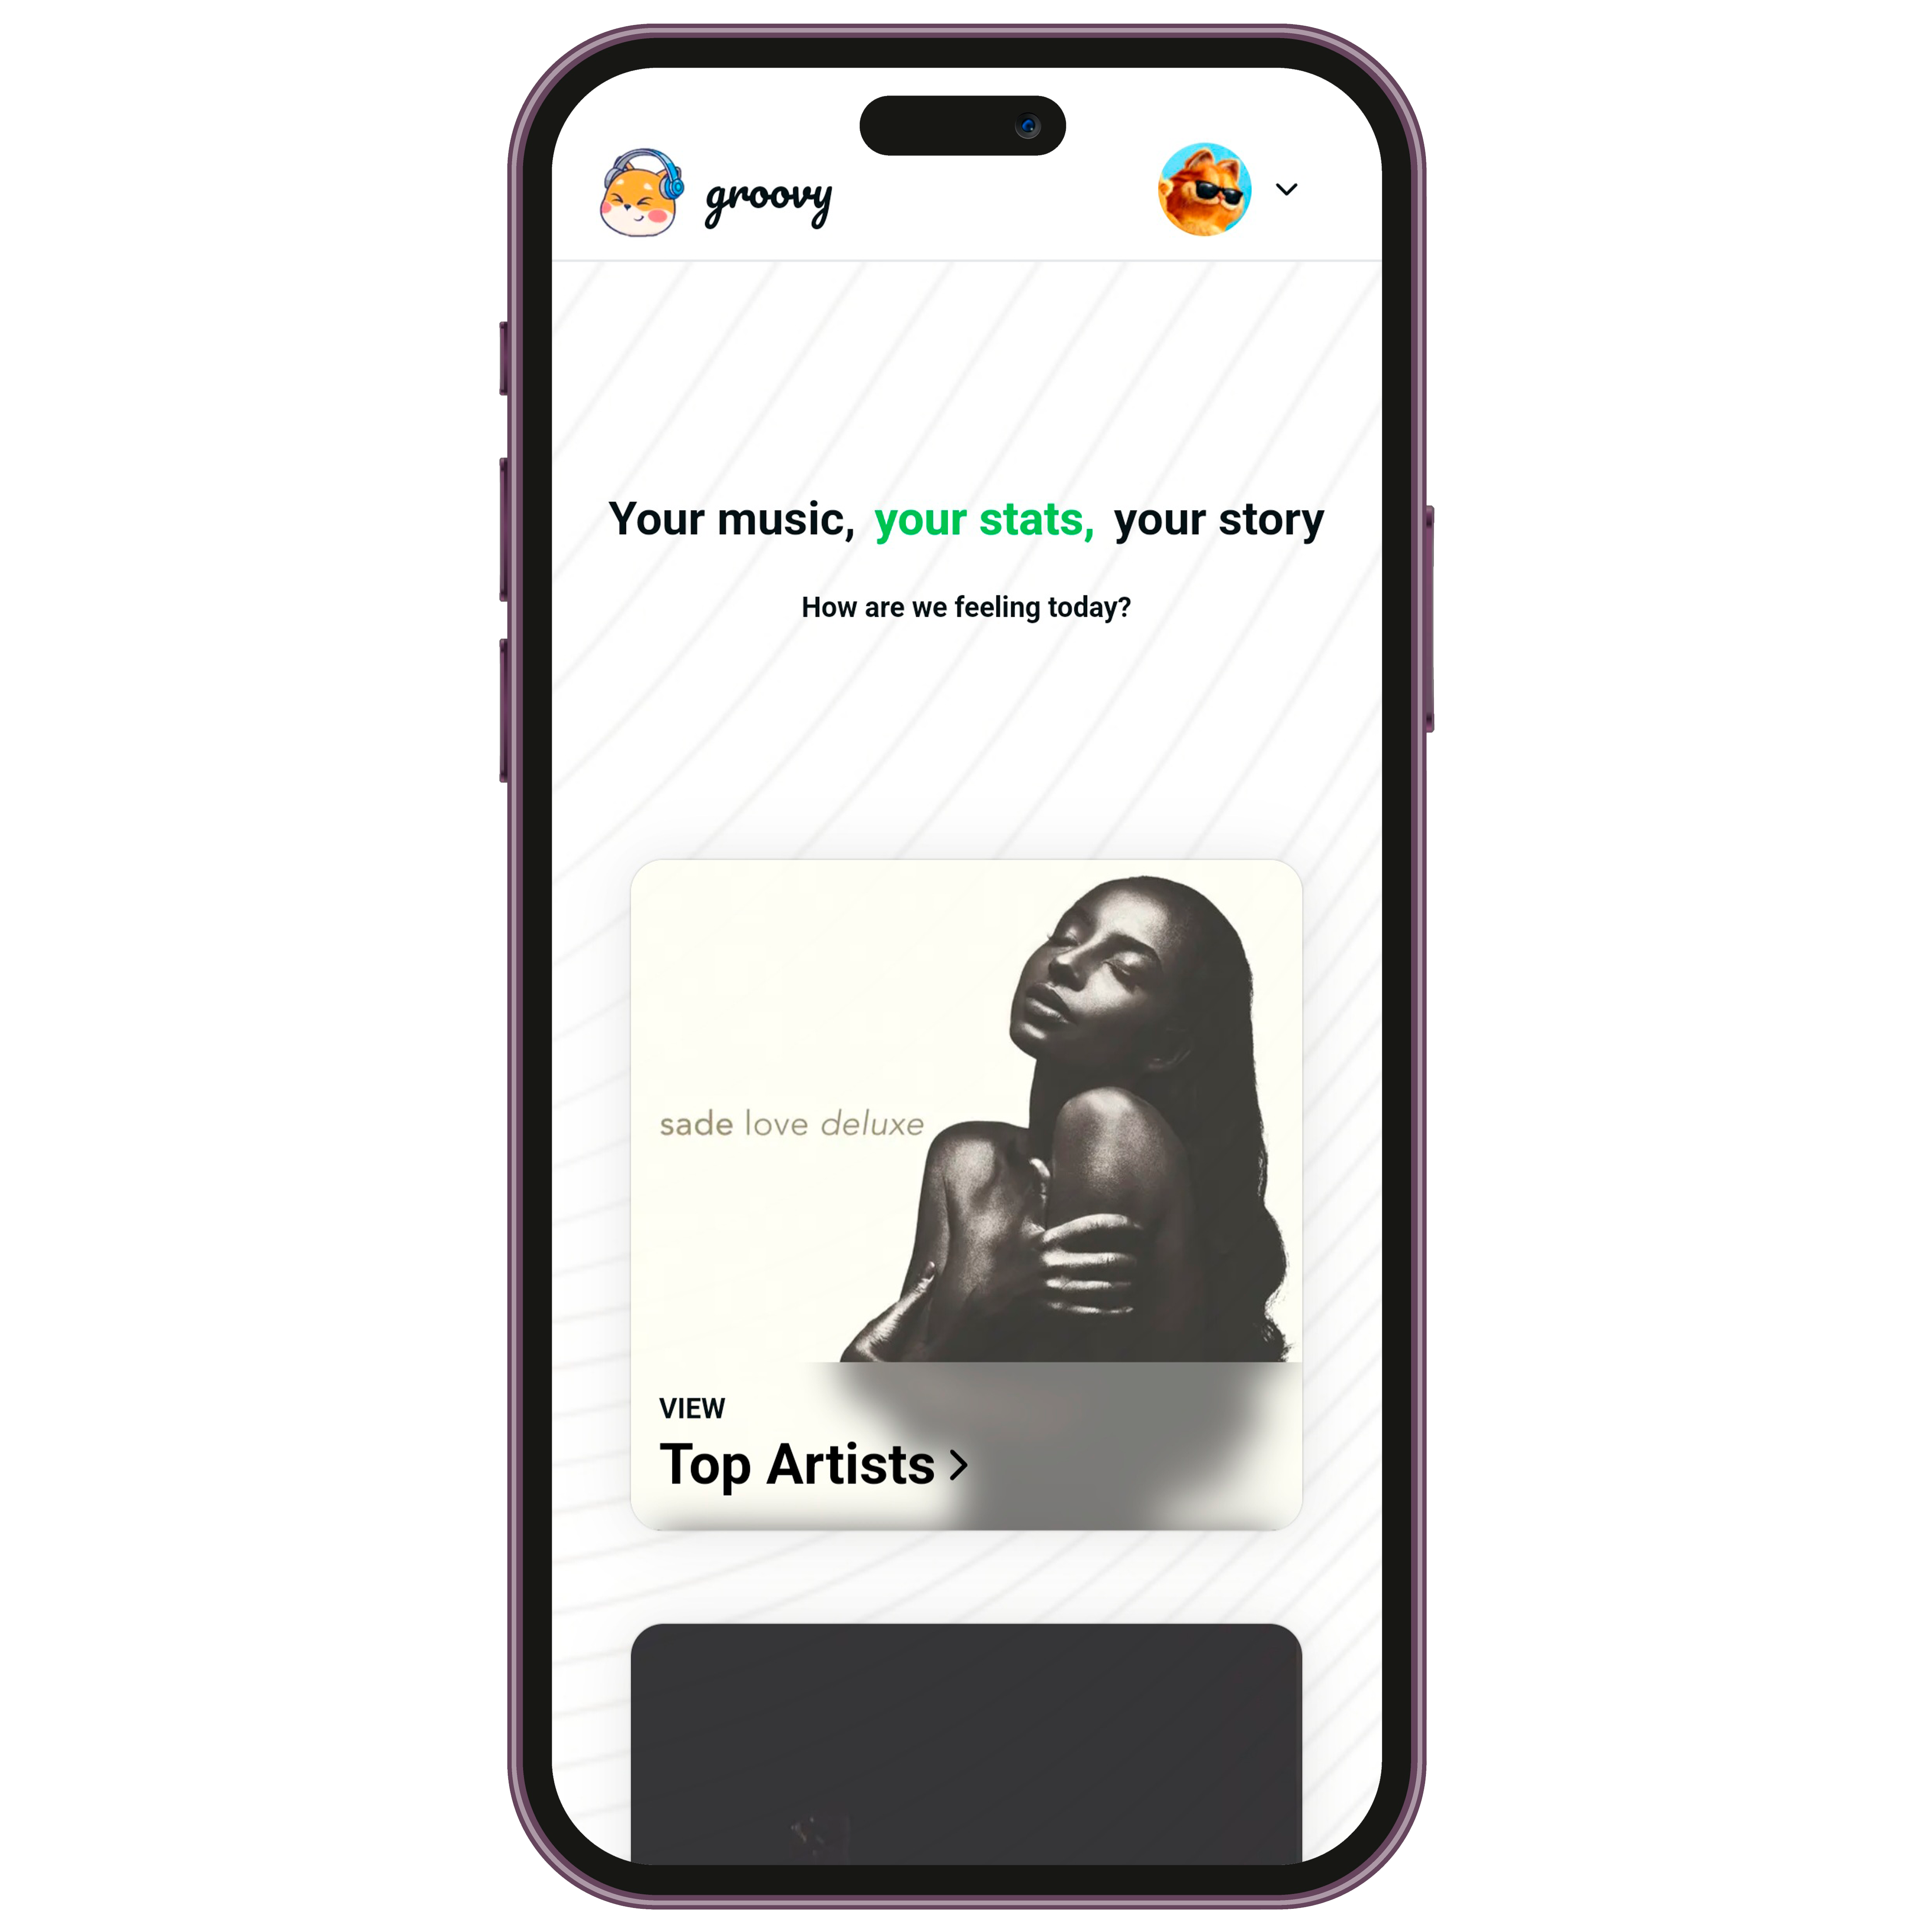 groovy
Your music, your stats, your story
How are we feeling today?
sade love deluxe
VIEW
Top Artists